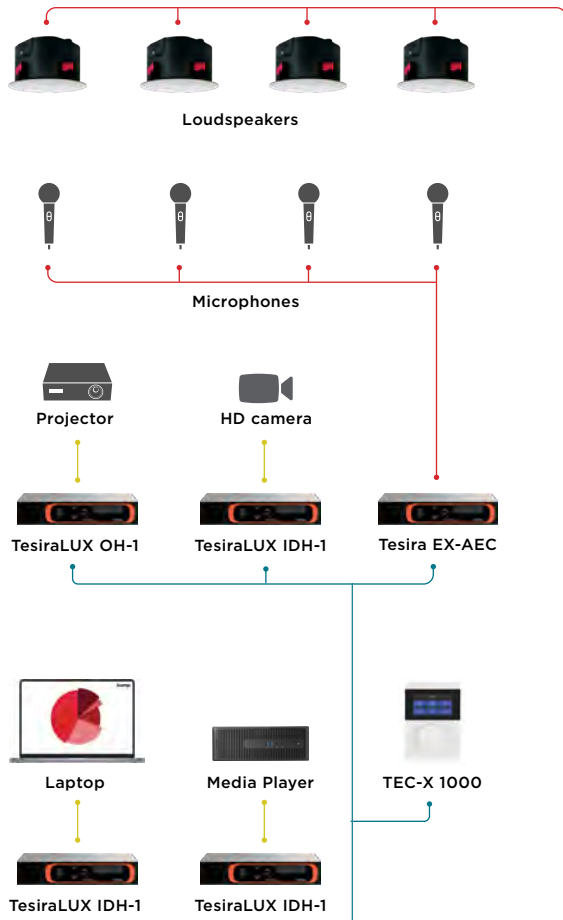 Loudspeakers
Microphones
Projector
HD camera
TesiraLUX OH-1
TesiraLUX IDH-1
Tesira EX-AEC
Laptop
Media Player
TEC-X 1000
TesiraLUX IDH-1
TesiraLUX IDH-1